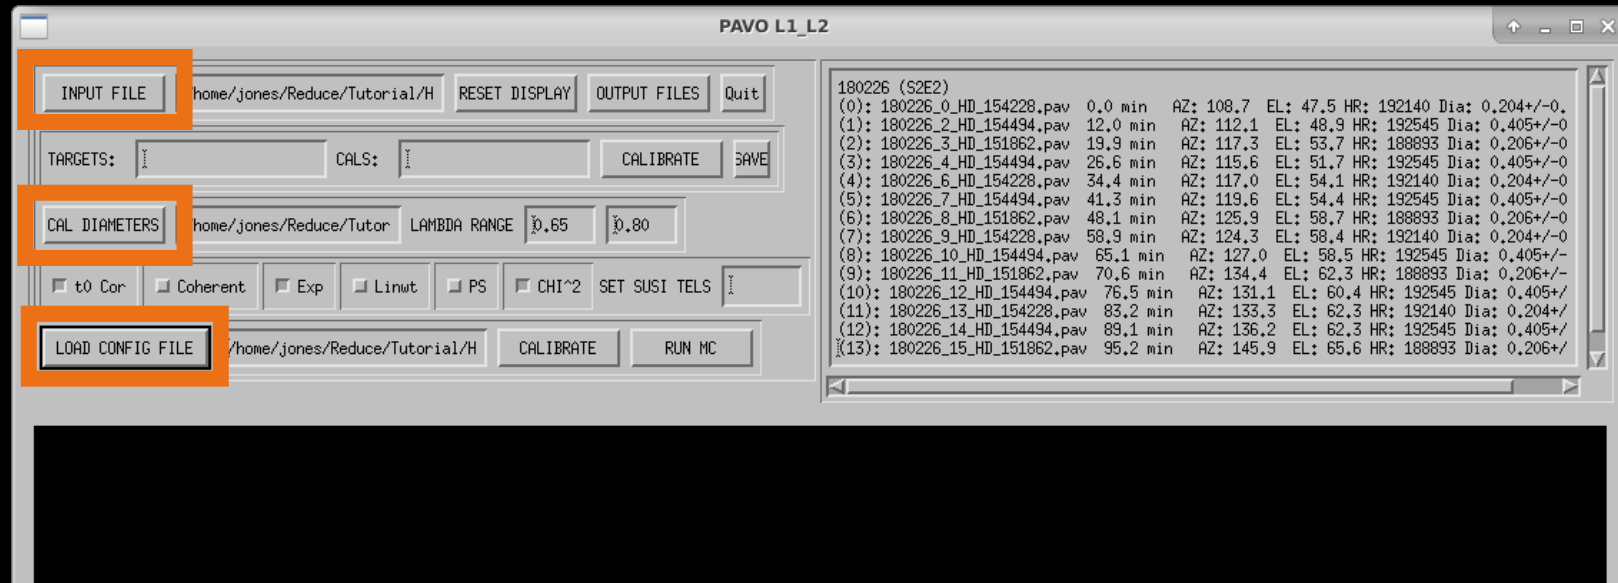 PAVO L1_L2
INPUT FILE home/jones/Reduce/Tutorial/H RESET DISPLAY OUTPUT FILES Quit
TARGETS: CALS: CALIBRATE SAVE
CAL DIAMETERS home/jones/Reduce/Tutor LAMBDA RANGE 0.65 0.80
t0 Cor Coherent Exp Linwt PS CHI^2 SET SUSI TELS
LOAD CONFIG FILE /home/jones/Reduce/Tutorial/H CALIBRATE RUN MC
180226 (S2E2)
(0): 180226_0_HD_154228.pav 0.0 min AZ: 108.7 EL: 47.5 HR: 192140 Dia: 0.204+/-0.
(1): 180226_2_HD_154494.pav 12.0 min AZ: 112.1 EL: 48.9 HR: 192545 Dia: 0.405+/-0
(2): 180226_3_HD_151862.pav 19.9 min AZ: 117.3 EL: 53.7 HR: 188893 Dia: 0.206+/-0
(3): 180226_4_HD_154494.pav 26.6 min AZ: 115.6 EL: 51.7 HR: 192545 Dia: 0.405+/-0
(4): 180226_6_HD_154228.pav 34.4 min AZ: 117.0 EL: 54.1 HR: 192140 Dia: 0.204+/-0
(5): 180226_7_HD_154494.pav 41.3 min AZ: 119.6 EL: 54.4 HR: 192545 Dia: 0.405+/-0
(6): 180226_8_HD_151862.pav 48.1 min AZ: 125.9 EL: 58.7 HR: 188893 Dia: 0.206+/-0
(7): 180226_9_HD_154228.pav 58.9 min AZ: 124.3 EL: 58.4 HR: 192140 Dia: 0.204+/-0
(8): 180226_10_HD_154494.pav 65.1 min AZ: 127.0 EL: 58.5 HR: 192545 Dia: 0.405+/-
(9): 180226_11_HD_151862.pav 70.6 min AZ: 134.4 EL: 62.3 HR: 188893 Dia: 0.206+/-
(10): 180226_12_HD_154494.pav 76.5 min AZ: 131.1 EL: 60.4 HR: 192545 Dia: 0.405+/
(11): 180226_13_HD_154228.pav 83.2 min AZ: 133.3 EL: 62.3 HR: 192140 Dia: 0.204+/
(12): 180226_14_HD_154494.pav 89.1 min AZ: 136.2 EL: 62.3 HR: 192545 Dia: 0.405+/
(13): 180226_15_HD_151862.pav 95.2 min AZ: 145.9 EL: 65.6 HR: 188893 Dia: 0.206+/